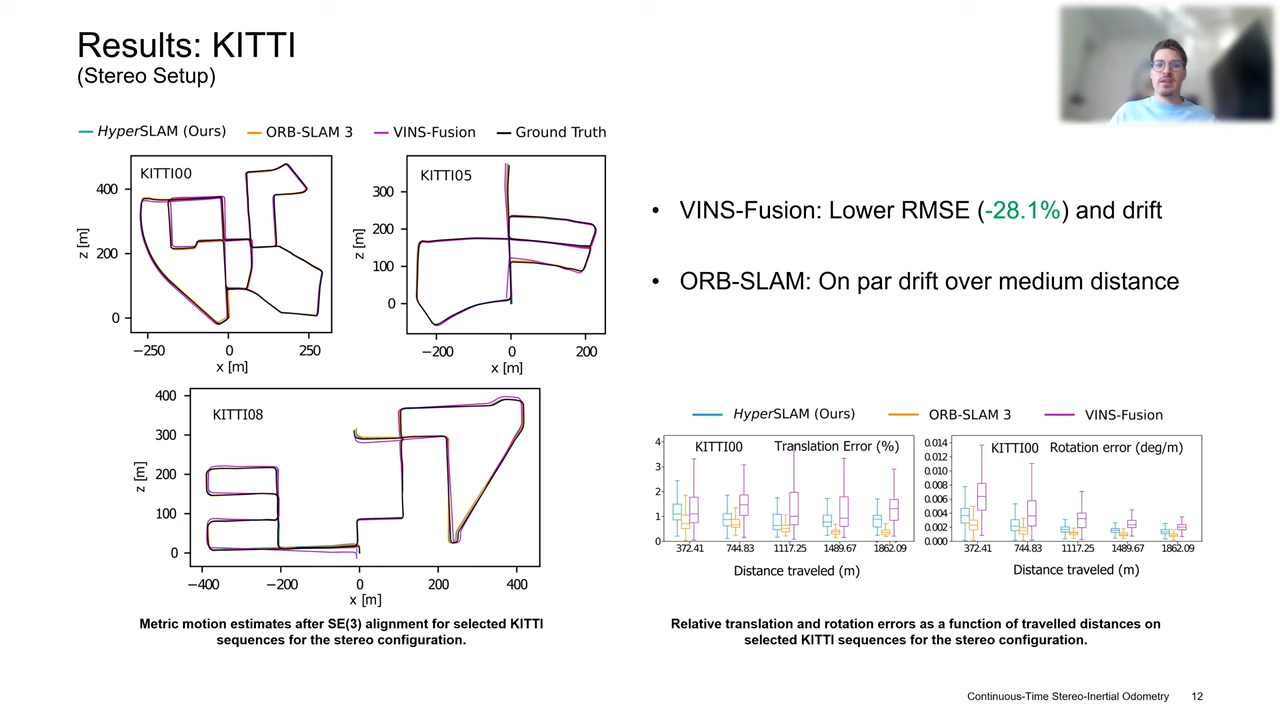 Results: KITTI
(Stereo Setup)
HyperSLAM (Ours) ORB-SLAM 3 VINS-Fusion Ground Truth
KITTI00
400
200
0
z [m]
−250 0 250
x [m]
KITTI05
300
200
100
0
z [m]
−200 0 200
x [m]
KITTI08
400
300
200
100
0
z [m]
−400 −200 0 200 400
x [m]
Metric motion estimates after SE(3) alignment for selected KITTI
sequences for the stereo configuration.
• VINS-Fusion: Lower RMSE (-28.1%) and drift
• ORB-SLAM: On par drift over medium distance
HyperSLAM (Ours) ORB-SLAM 3 VINS-Fusion
KITTI00 Translation Error (%)
4
3
2
1
0
372.41 744.83 1117.25 1489.67 1862.09
Distance traveled (m)
KITTI00 Rotation error (deg/m)
0.014
0.012
0.010
0.008
0.006
0.004
0.002
0.000
372.41 744.83 1117.25 1489.67 1862.09
Distance traveled (m)
Relative translation and rotation errors as a function of travelled distances on
selected KITTI sequences for the stereo configuration.
Continuous-Time Stereo-Inertial Odometry 12